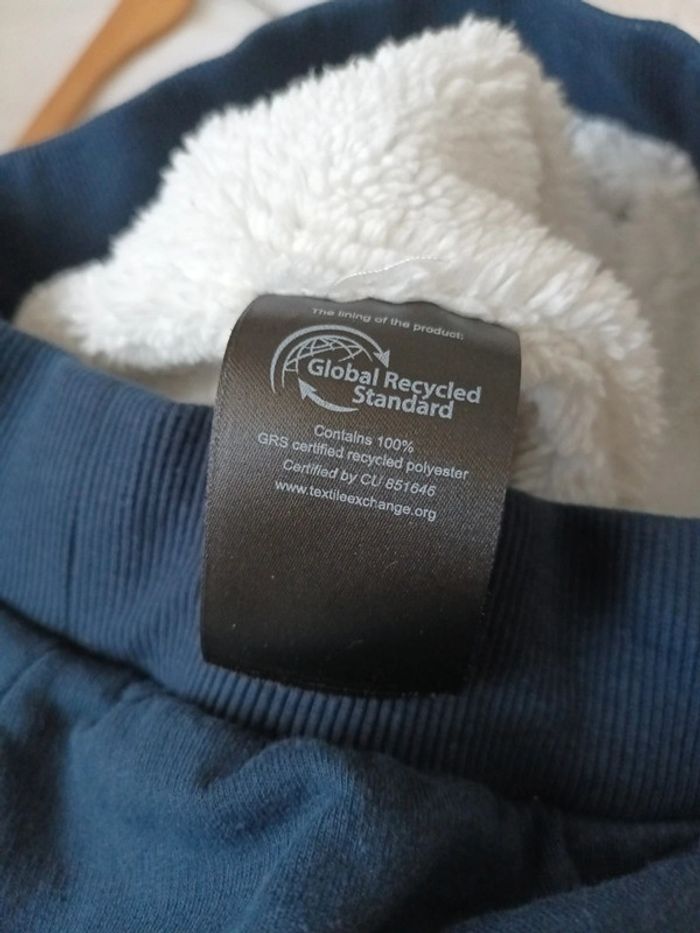 The lining of the product:
Global Recycled
Standard
Contains 100%
GRS certified recycled polyester
Certified by CU 851646
www.textileexchange.org